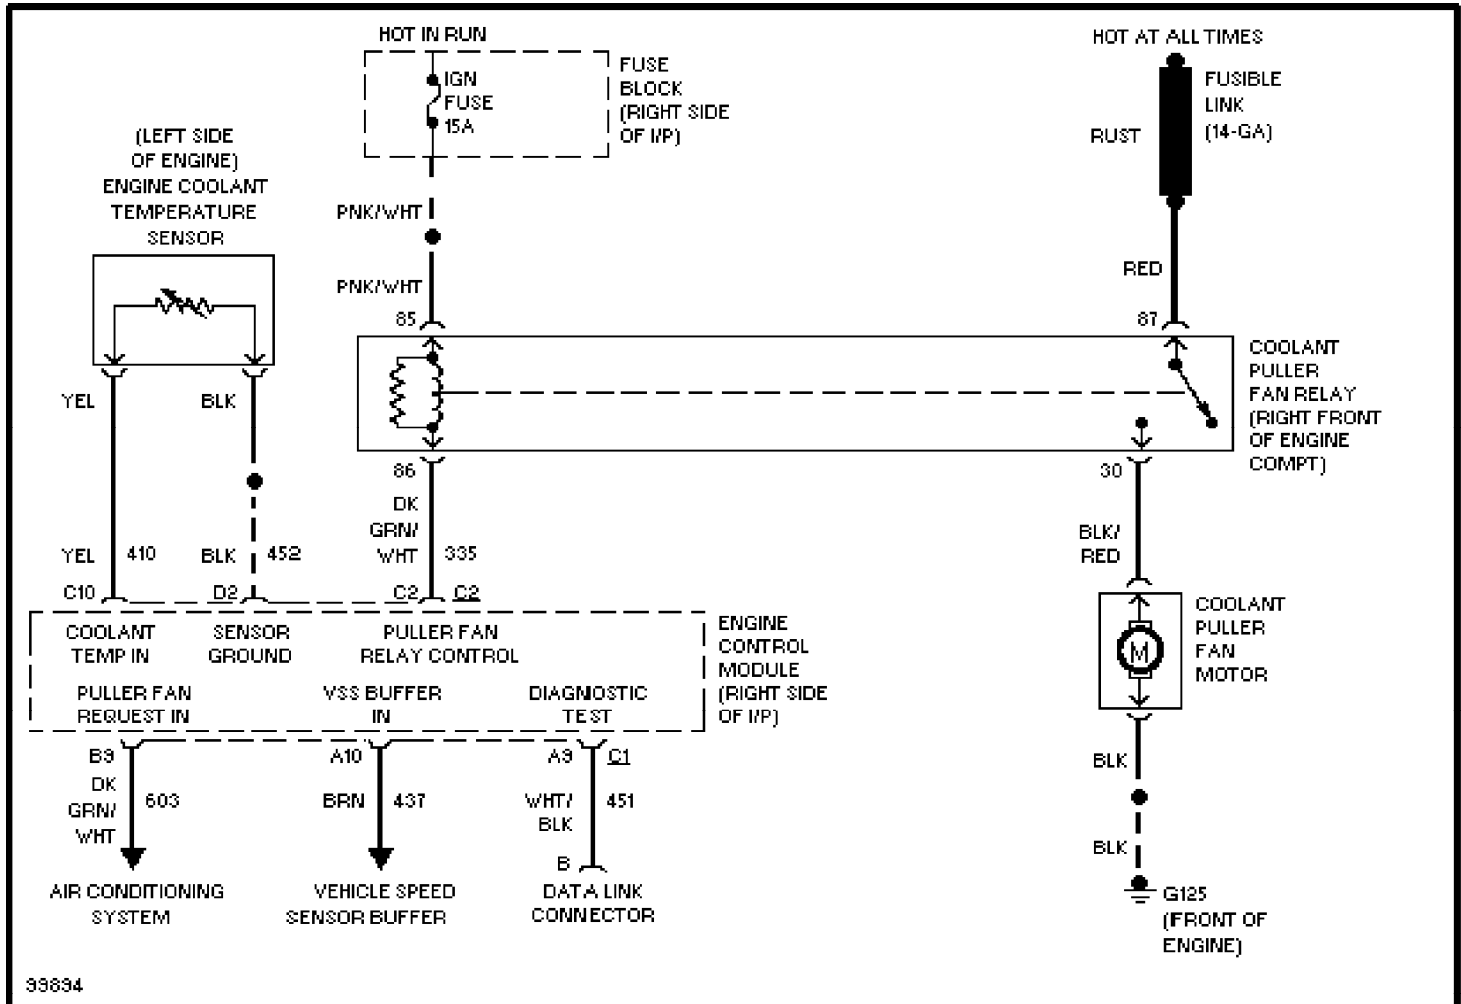 HOT IN RUN
IGN
FUSE
15A
FUSE
BLOCK
(RIGHT SIDE
OF I/P)
HOT AT ALL TIMES
FUSIBLE
LINK
(14-GA)
RUST
(LEFT SIDE
OF ENGINE)
ENGINE COOLANT
TEMPERATURE
SENSOR
PNK/WHT
PNK/WHT
RED
85
87
COOLANT
PULLER
FAN RELAY
(RIGHT FRONT
OF ENGINE
COMPT)
YEL
BLK
86
30
DK
GRN/
WHT
335
BLK/
RED
YEL
410
BLK
452
C10
D2
C2
C2
COOLANT
TEMP IN
SENSOR
GROUND
PULLER FAN
RELAY CONTROL
PULLER FAN
REQUEST IN
VSS BUFFER
IN
DIAGNOSTIC
TEST
ENGINE
CONTROL
MODULE
(RIGHT SIDE
OF I/P)
M
COOLANT
PULLER
FAN
MOTOR
B9
A10
A9
C1
DK
GRN/
WHT
603
BRN
437
WHT/
BLK
451
B
BLK
BLK
AIR CONDITIONING
SYSTEM
VEHICLE SPEED
SENSOR BUFFER
DATA LINK
CONNECTOR
G125
(FRONT OF
ENGINE)
99894